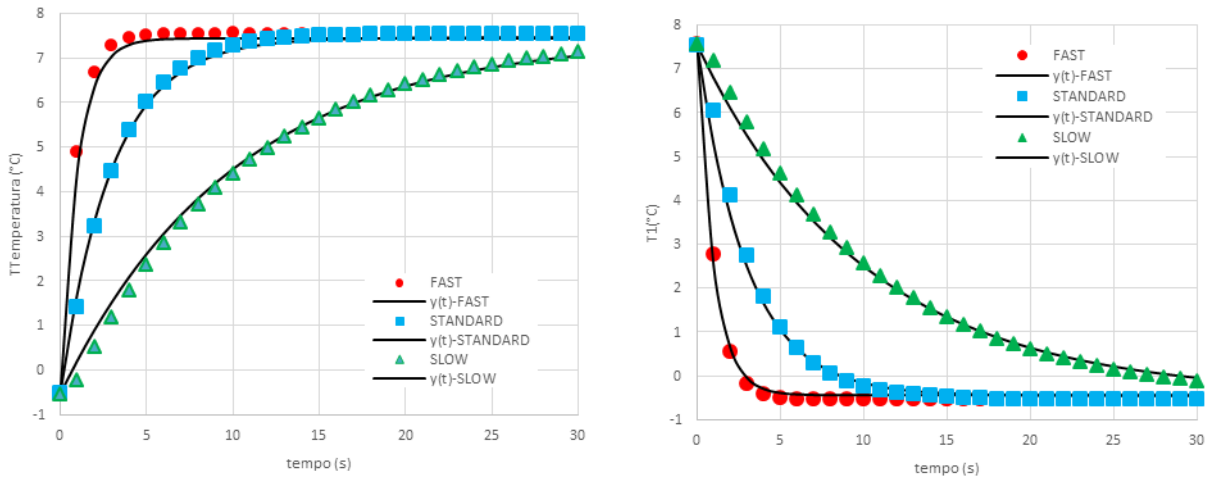 8
7
6
5
4
3
2
1
0
-1
TTemperatura (°C)
0
5
10
15
20
25
30
tempo (s)
FAST
y(t)-FAST
STANDARD
y(t)-STANDARD
SLOW
y(t)-SLOW
8
7
6
5
4
3
2
1
0
-1
T1(°C)
0
5
10
15
20
25
30
tempo (s)
FAST
y(t)-FAST
STANDARD
y(t)-STANDARD
SLOW
y(t)-SLOW